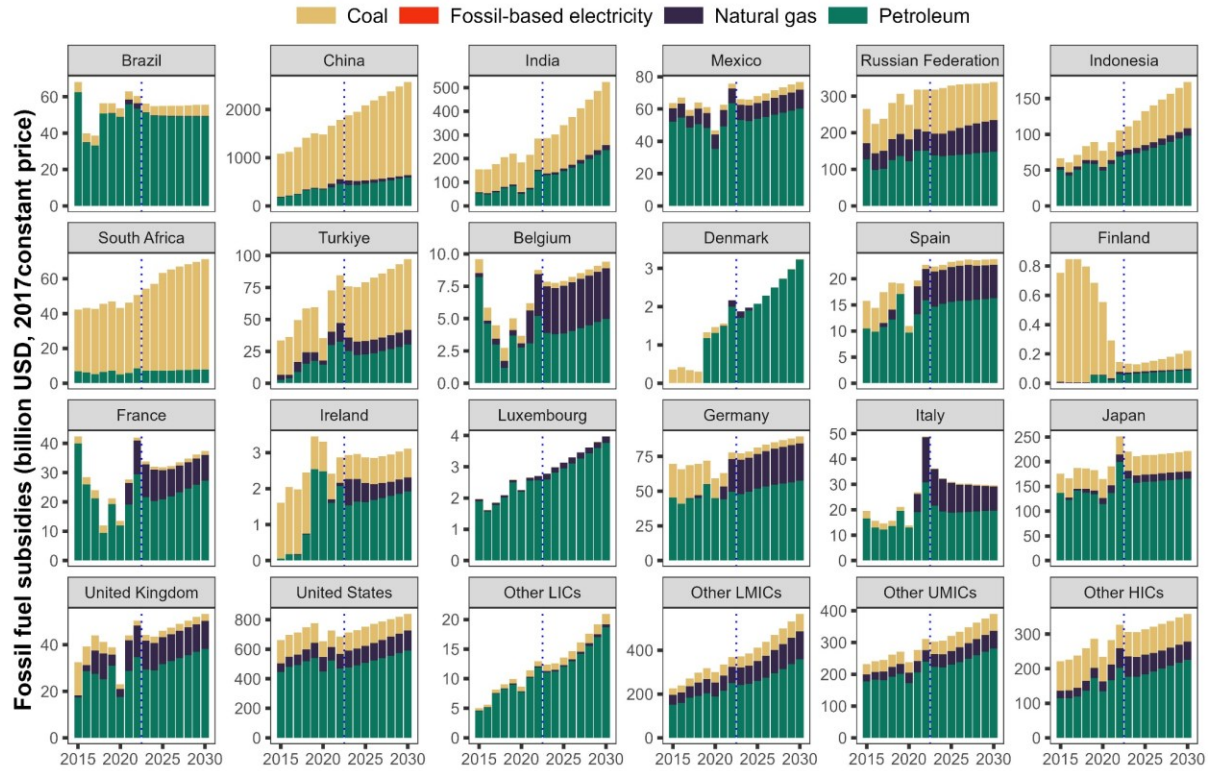 Coal Fossil-based electricity Natural gas Petroleum
Fossil fuel subsidies (billion USD, 2017constant price)
Brazil China India Mexico Russian Federation Indonesia
60 40 20 0
2000 1000 0
500 400 300 200 100 0
80 60 40 20 0
300 200 100 0
150 100 50 0
South Africa Turkiye Belgium Denmark Spain Finland
60 40 20 0
100 75 50 25 0
10.0 7.5 5.0 2.5 0.0
3 2 1 0
20 15 10 5 0
0.8 0.6 0.4 0.2 0.0
France Ireland Luxembourg Germany Italy Japan
40 30 20 10 0
3 2 1 0
4 3 2 1 0
75 50 25 0
50 40 30 20 10 0
250 200 150 100 50 0
United Kingdom United States Other LICs Other LMICs Other UMICs Other HICs
40 20 0
800 600 400 200 0
20 15 10 5 0
400 200 0
400 300 200 100 0
300 200 100 0
2015 2020 2025 2030 2015 2020 2025 2030 2015 2020 2025 2030 2015 2020 2025 2030 2015 2020 2025 2030 2015 2020 2025 2030